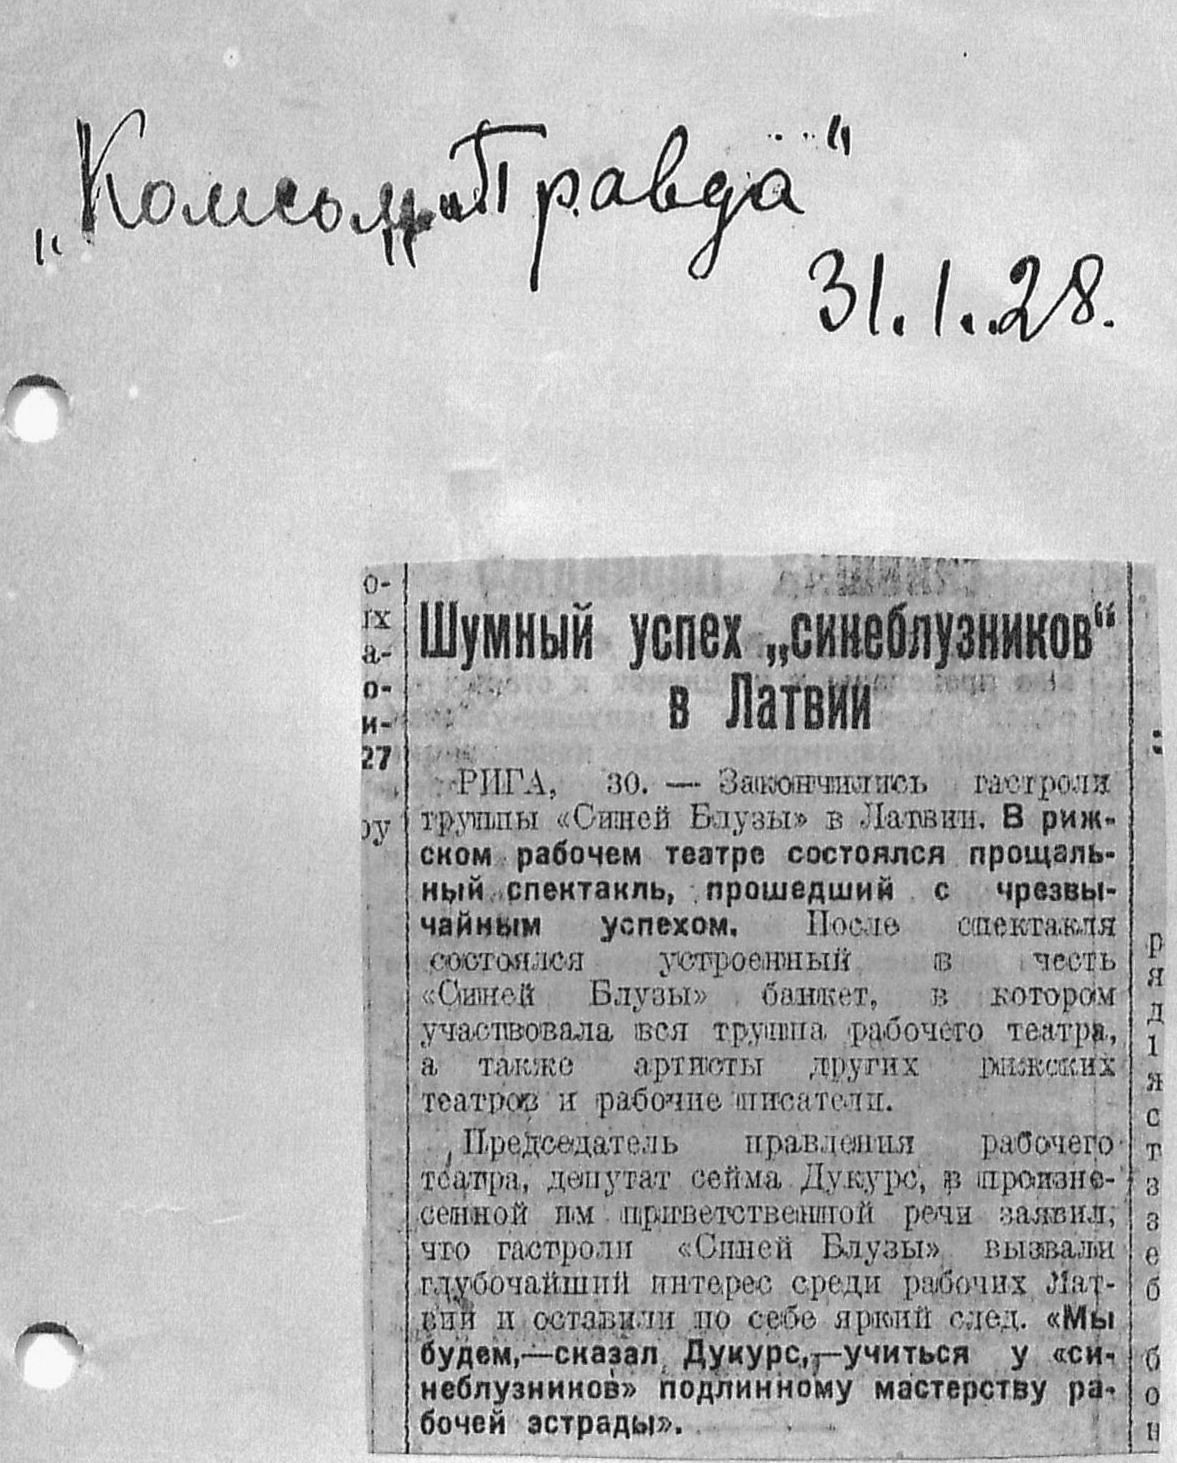 „Комсом. Правда“
31.1.28.
о-
 іх
а-
о-
и-
27
ру
Шумный успех „синеблузников“
в Латвии
РИГА, 30. — Закончились гастроли
труппы «Синей Блузы» в Латвии. В риж-
ском рабочем театре состоялся прощаль-
ный спектакль, прошедший с чрезвы-
чайным успехом. После спектакля
состоялся устроенный в честь
«Синей Блузы» банкет, в котором
участвовала вся труппа рабочего театра,
а также артисты других рижских
театров и рабочие писатели.
Председатель правления рабочего
театра, депутат сейма Дукурс, в произне-
сенной им приветственной речи заявил,
что гастроли «Синей Блузы» вызвали
глубочайший интерес среди рабочих Лат-
вии и оставили по себе яркий след. «Мы
будем,—сказал Дукурс,—учиться у «си-
неблузников» подлинному мастерству ра-
бочей эстрады».
р
я
д
1
я
с
т
з
з
е
б
б
о
н